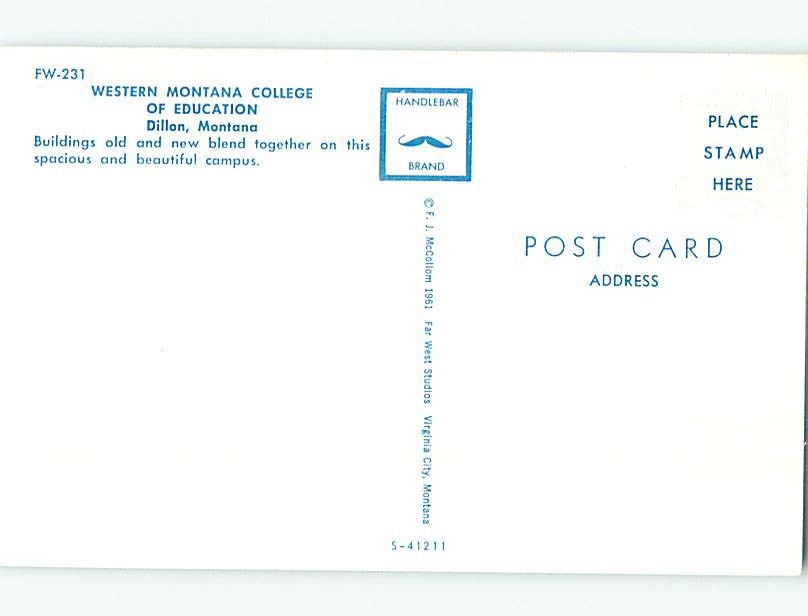 FW-231
WESTERN MONTANA COLLEGE
OF EDUCATION
Dillon, Montana
Buildings old and new blend together on this
spacious and beautiful campus.
HANDLEBAR
BRAND
© F. J. McCollom 1961 Far West Studios Virginia City, Montana
S-41211
PLACE
STAMP
HERE
POST CARD
ADDRESS